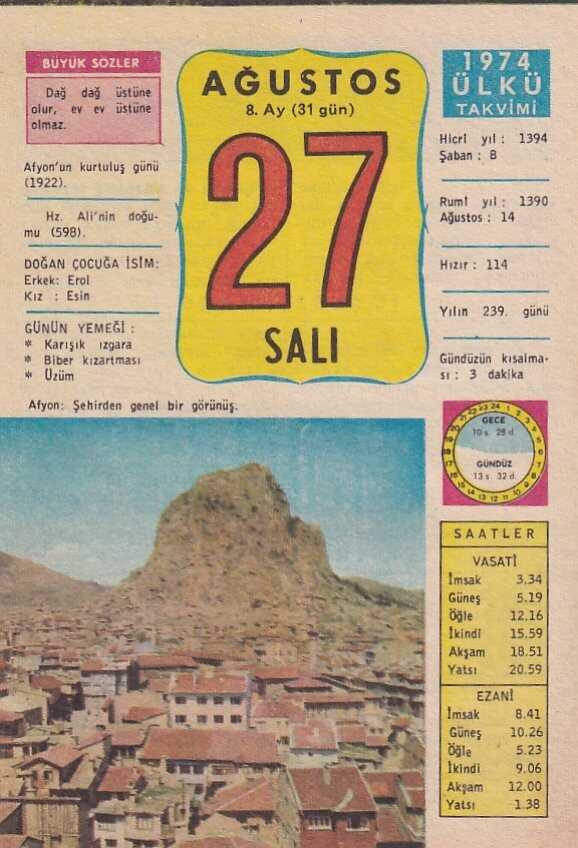 BÜYÜK SÖZLER
Dağ dağ üstüne
olur, ev ev üstüne
olmaz.
Afyon'un kurtuluş günü
(1922).
Hz. Ali'nin doğu-
mu (598).
DOĞAN ÇOCUĞA İSİM:
Erkek: Erol
Kız : Esin
GÜNÜN YEMEĞİ :
* Karışık ızgara
* Biber kızartması
* Üzüm
AĞUSTOS
8. Ay (31 gün)
27
SALI
1974
ÜLKÜ
TAKVİMİ
Hicri yıl : 1394
Şaban : 8
Rumî yıl : 1390
Ağustos : 14
Hızır : 114
Yılın 239. günü
Gündüzün kısalma-
sı : 3 dakika
Afyon: Şehirden genel bir görünüş.
GECE
10 s. 28 d.
GÜNDÜZ
13 s. 32 d.
SAATLER
VASATİ
İmsak 3.34
Güneş 5.19
Öğle 12.16
İkindi 15.59
Akşam 18.51
Yatsı 20.59
EZANİ
İmsak 8.41
Güneş 10.26
Öğle 5.23
İkindi 9.06
Akşam 12.00
Yatsı 1.38